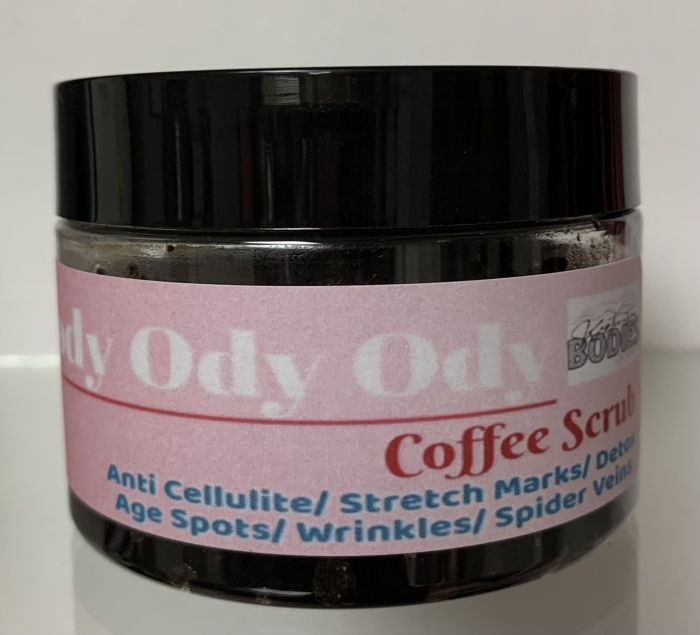 ody Ody Ody
BODIES
Coffee Scrub
Anti Cellulite/ Stretch Marks/ Detox
Age Spots/ Wrinkles/ Spider Veins